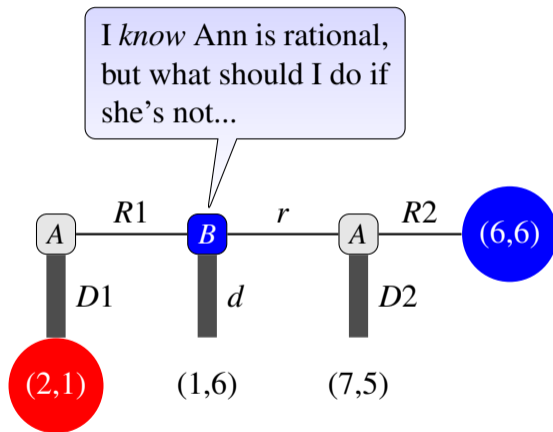 I know Ann is rational,
but what should I do if
she's not...
R1 r R2
A B A (6,6)
D1 d D2
(2,1) (1,6) (7,5)